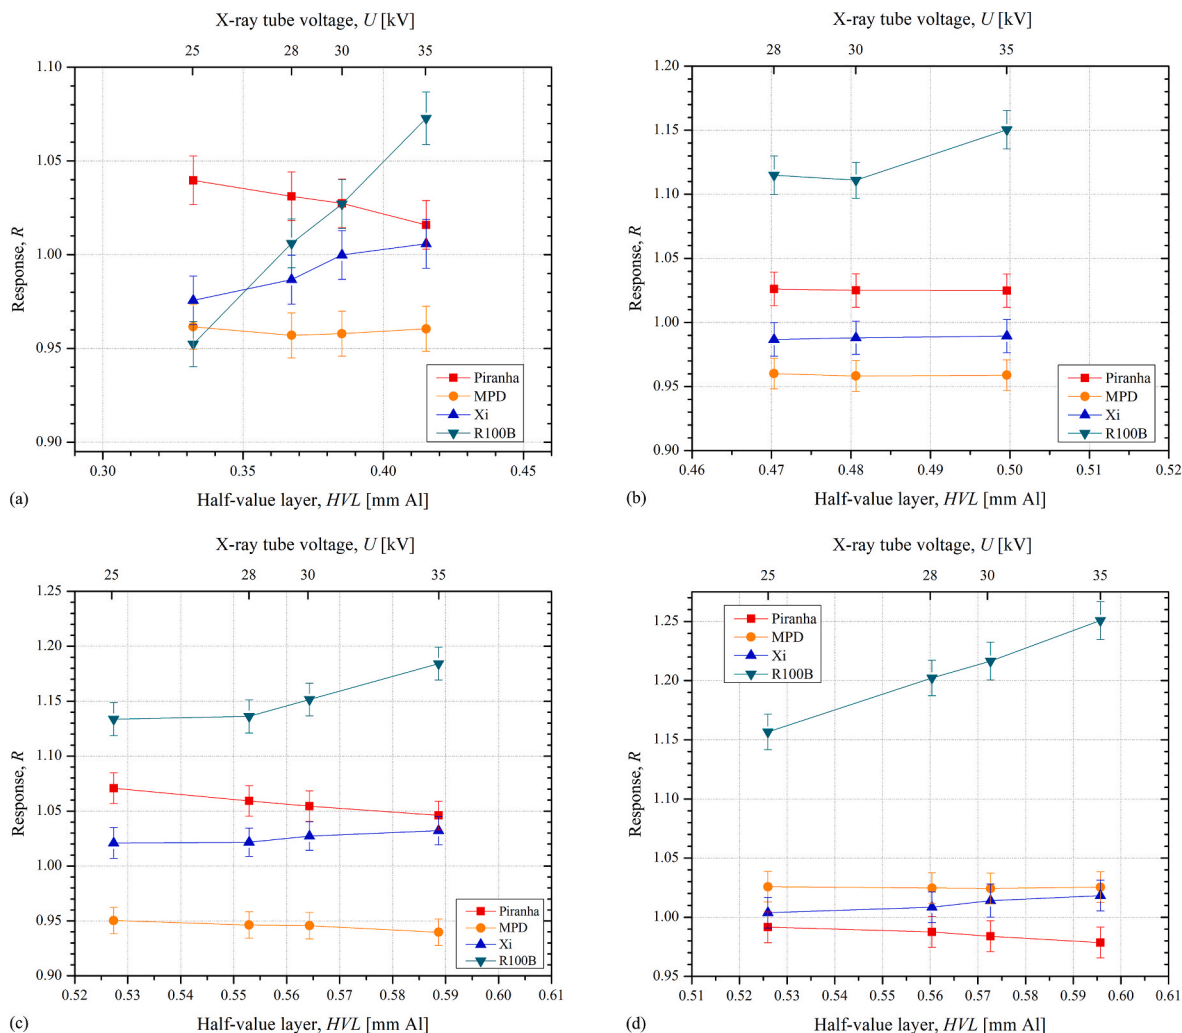 X-ray tube voltage, U [kV]
25 28 30 35
1.10
1.05
1.00
0.95
0.90
Response, R
Piranha
MPD
Xi
R100B
0.30 0.35 0.40 0.45
(a) Half-value layer, HVL [mm Al]
X-ray tube voltage, U [kV]
28 30 35
1.20
1.15
1.10
1.05
1.00
0.95
0.90
Response, R
Piranha
MPD
Xi
R100B
0.46 0.47 0.48 0.49 0.50 0.51 0.52
(b) Half-value layer, HVL [mm Al]
X-ray tube voltage, U [kV]
25 28 30 35
1.25
1.20
1.15
1.10
1.05
1.00
0.95
0.90
Response, R
Piranha
MPD
Xi
R100B
0.52 0.53 0.54 0.55 0.56 0.57 0.58 0.59 0.60 0.61
(c) Half-value layer, HVL [mm Al]
X-ray tube voltage, U [kV]
25 28 30 35
Piranha
MPD
Xi
R100B
1.25
1.20
1.15
1.10
1.05
1.00
0.95
Response, R
0.51 0.52 0.53 0.54 0.55 0.56 0.57 0.58 0.59 0.60 0.61
(d) Half-value layer, HVL [mm Al]